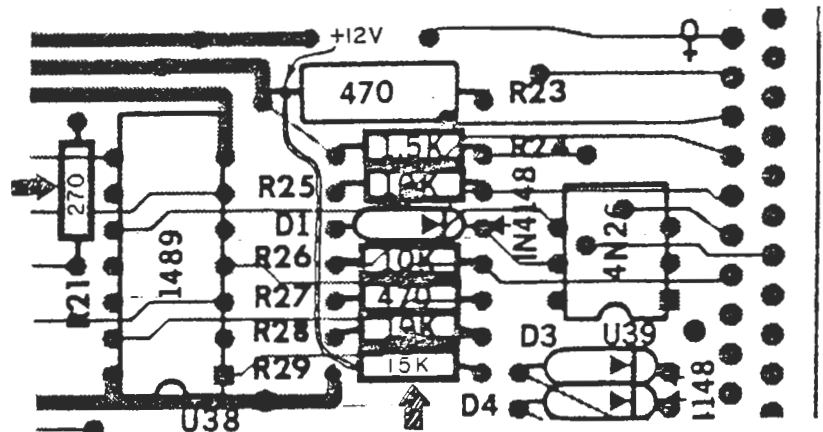 +12V
470 R23
.5K R24
270
R25
1489
D1 1N4148
4N26
R26 10K
R27 470
R21
R28
R29 15K
D3 U39
D4
U38